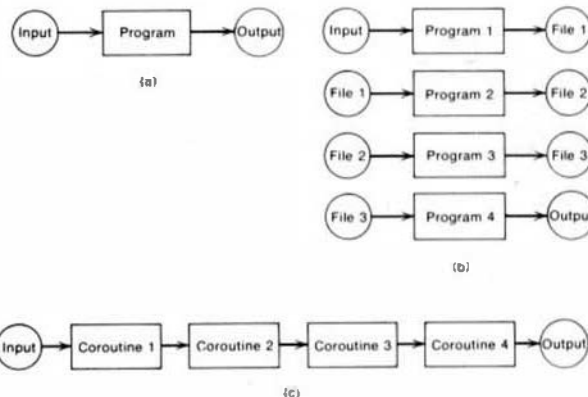 Input Program Output
(a)
Input Program 1 File 1
File 1 Program 2 File 2
File 2 Program 3 File 3
File 3 Program 4 Output
(b)
Input Coroutine 1 Coroutine 2 Coroutine 3 Coroutine 4 Output
(c)